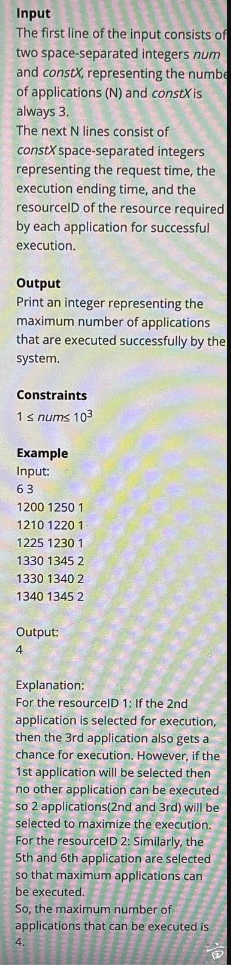 Input
The first line of the input consists of
two space-separated integers num
and constX, representing the numbe
of applications (N) and constX is
always 3.
The next N lines consist of
constX space-separated integers
representing the request time, the
execution ending time, and the
resourceID of the resource required
by each application for successful
execution.
Output
Print an integer representing the
maximum number of applications
that are executed successfully by the
system.
Constraints
1 ≤ num≤ 10³
Example
Input:
6 3
1200 1250 1
1210 1220 1
1225 1230 1
1330 1345 2
1330 1340 2
1340 1345 2
Output:
4
Explanation:
For the resourceID 1: If the 2nd
application is selected for execution,
then the 3rd application also gets a
chance for execution. However, if the
1st application will be selected then
no other application can be executed
so 2 applications(2nd and 3rd) will be
selected to maximize the execution.
For the resourceID 2: Similarly, the
5th and 6th application are selected
so that maximum applications can
be executed.
So, the maximum number of
applications that can be executed is
4.